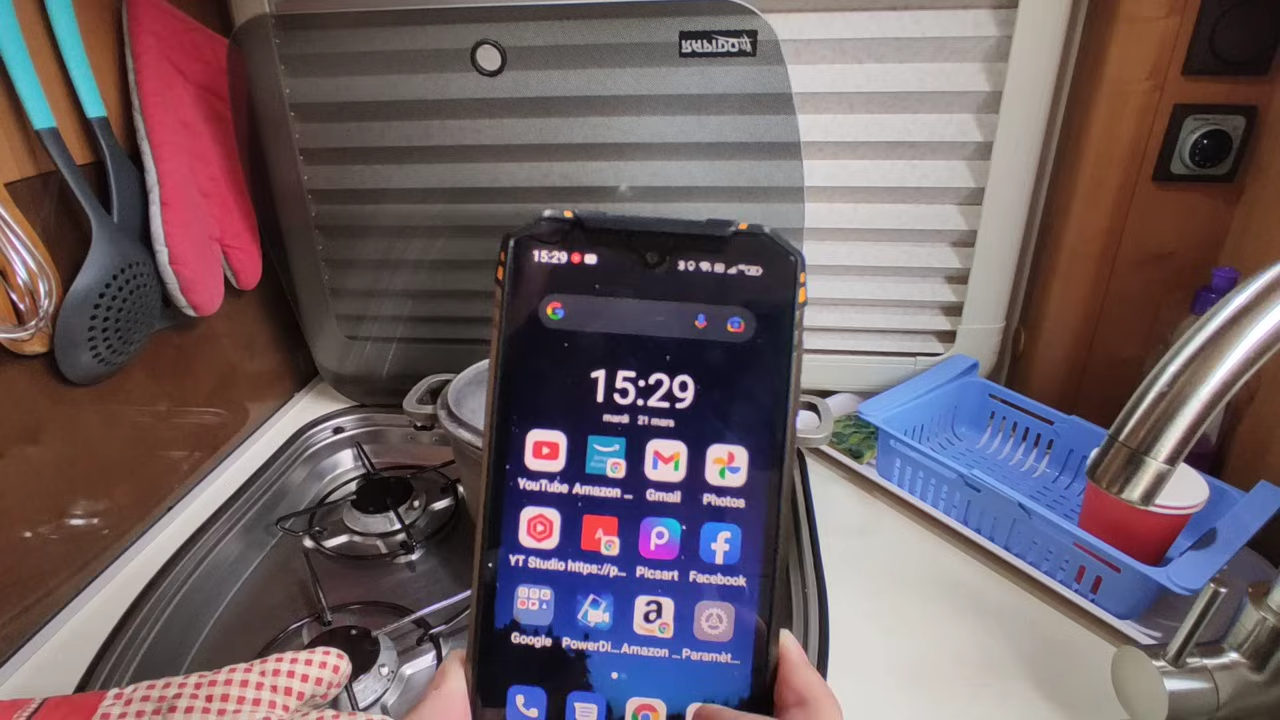 RAPIDO
15:29
15:29
mardi 21 mars
YouTube Amazon ... Gmail Photos
YT Studio https://p... Picsart Facebook
Google PowerDi... Amazon ... Paramèt...